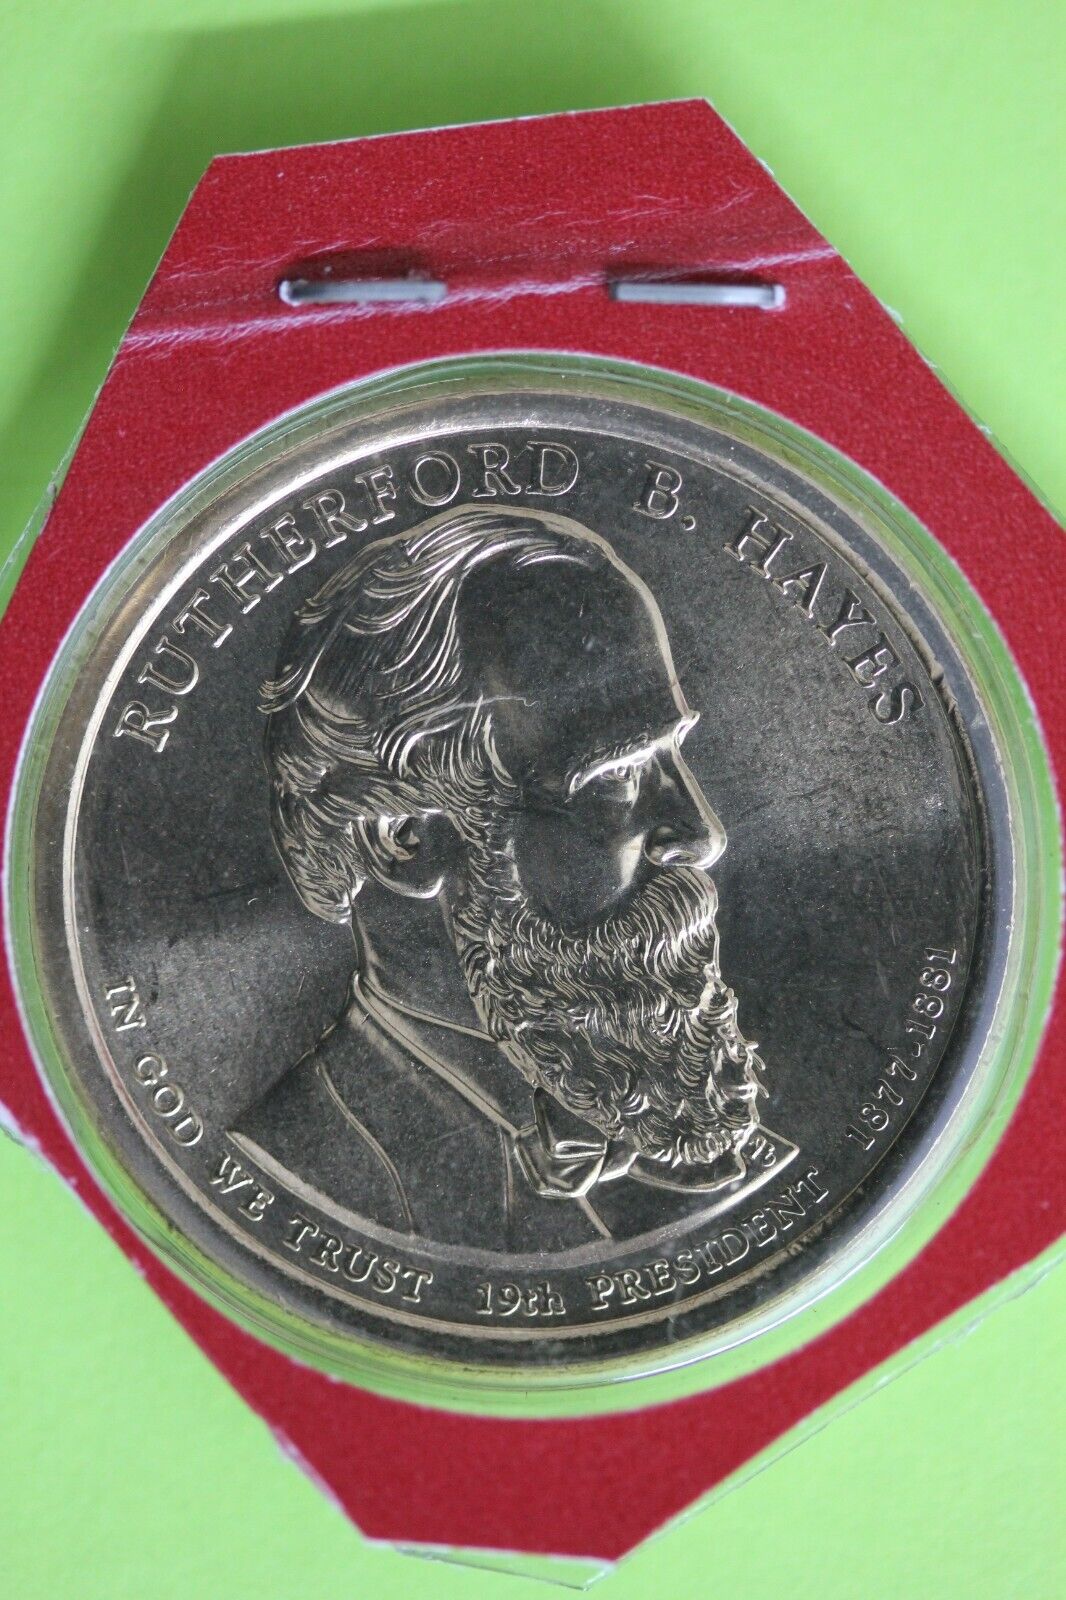 RUTHERFORD B. HAYES
IN GOD WE TRUST 19th PRESIDENT 1877-1881